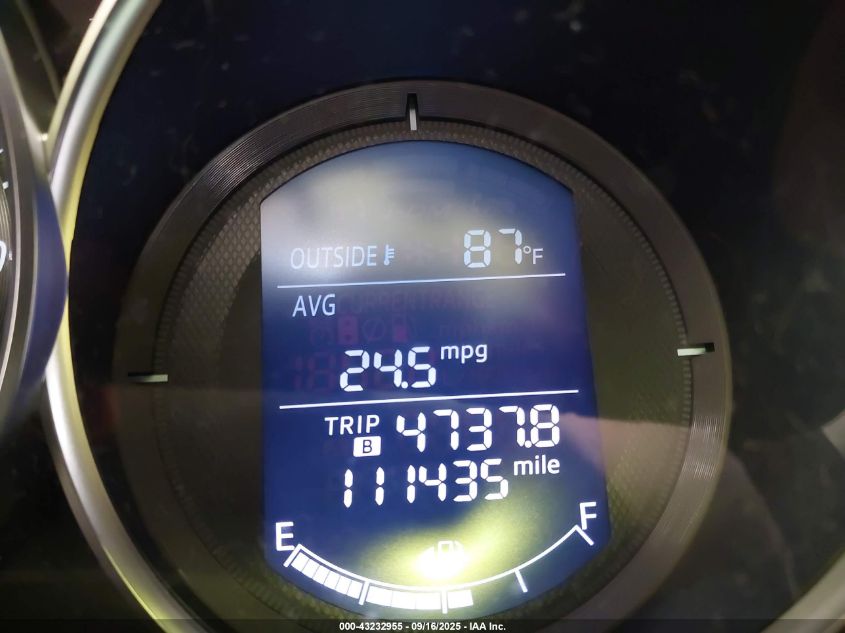 OUTSIDE 87°F
AVG
24.5 mpg
TRIP B 4737.8
111435 mile
E F
000-43232955 - 09/16/2025 - IAA Inc.